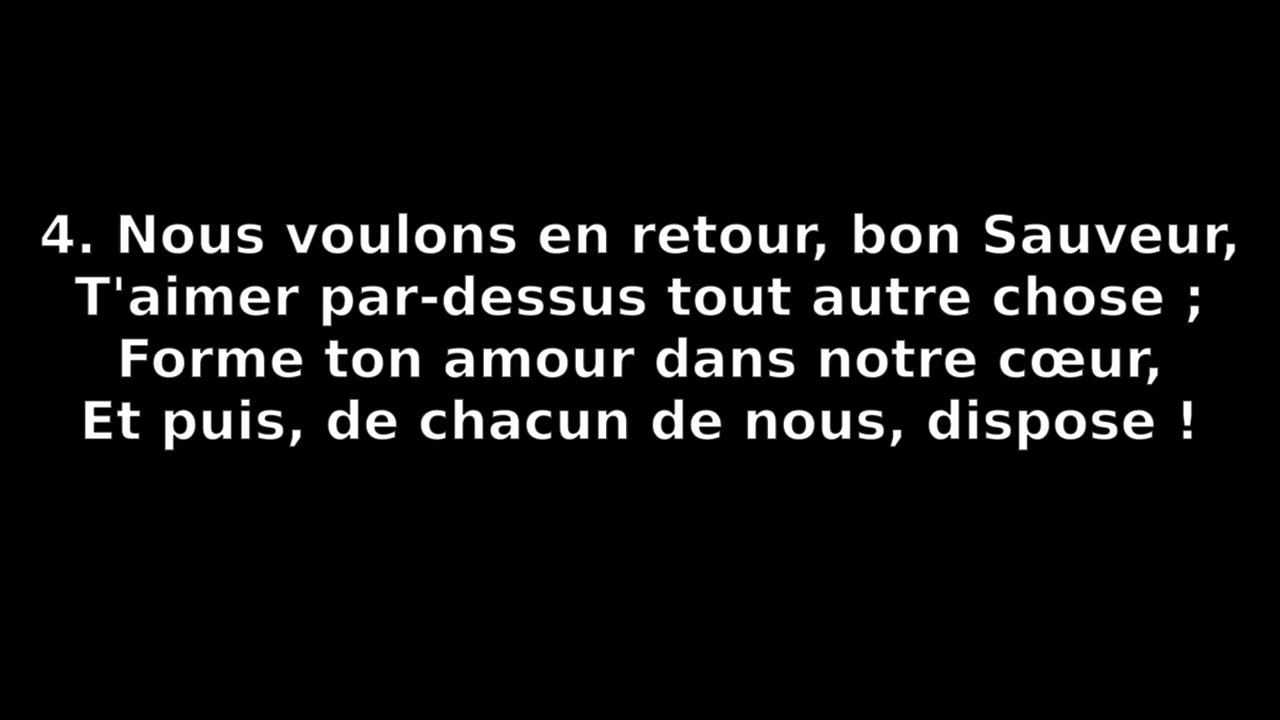 4. Nous voulons en retour, bon Sauveur,
T'aimer par-dessus tout autre chose ;
Forme ton amour dans notre cœur,
Et puis, de chacun de nous, dispose !